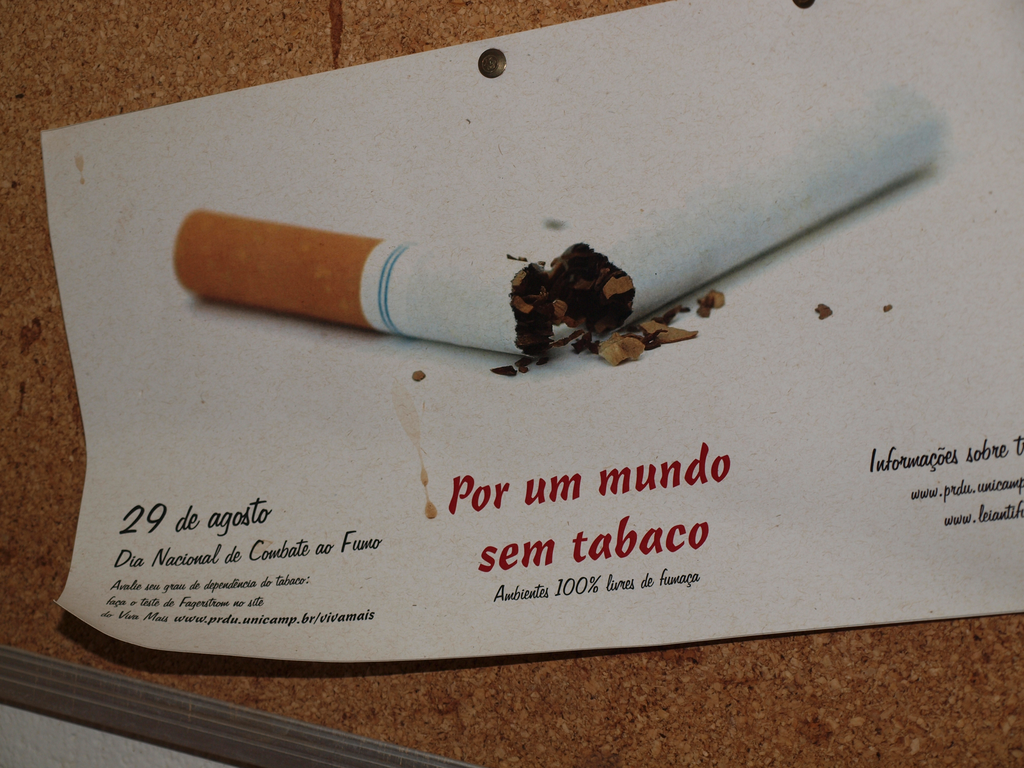 29 de agosto
Dia Nacional de Combate ao Fumo
Avalie seu grau de dependência do tabaco:
faça o teste de Fagerstrom no site
do Viva Mais www.prdu.unicamp.br/vivamais
Por um mundo
sem tabaco
Ambientes 100% livres de fumaça
Informações sobre
www.prdu.unicamp
www.leiantifu